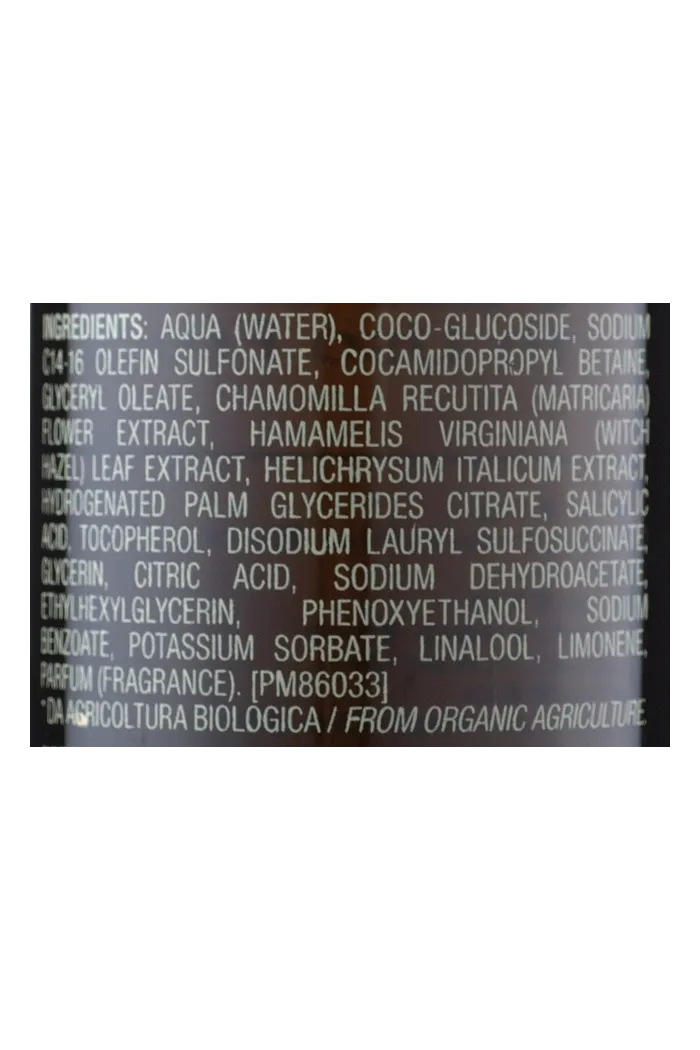 INGREDIENTS: AQUA (WATER), COCO-GLUCOSIDE, SODIUM
C14-16 OLEFIN SULFONATE, COCAMIDOPROPYL BETAINE,
GLYCERYL OLEATE, CHAMOMILLA RECUTITA (MATRICARIA)
FLOWER EXTRACT, HAMAMELIS VIRGINIANA (WITCH
HAZEL) LEAF EXTRACT, HELICHRYSUM ITALICUM EXTRACT,
HYDROGENATED PALM GLYCERIDES CITRATE, SALICYLIC
ACID, TOCOPHEROL, DISODIUM LAURYL SULFOSUCCINATE,
GLYCERIN, CITRIC ACID, SODIUM DEHYDROACETATE,
ETHYLHEXYLGLYCERIN, PHENOXYETHANOL, SODIUM
BENZOATE, POTASSIUM SORBATE, LINALOOL, LIMONENE,
PARFUM (FRAGRANCE). [PM86033]
*DA AGRICOLTURA BIOLOGICA / FROM ORGANIC AGRICULTURE